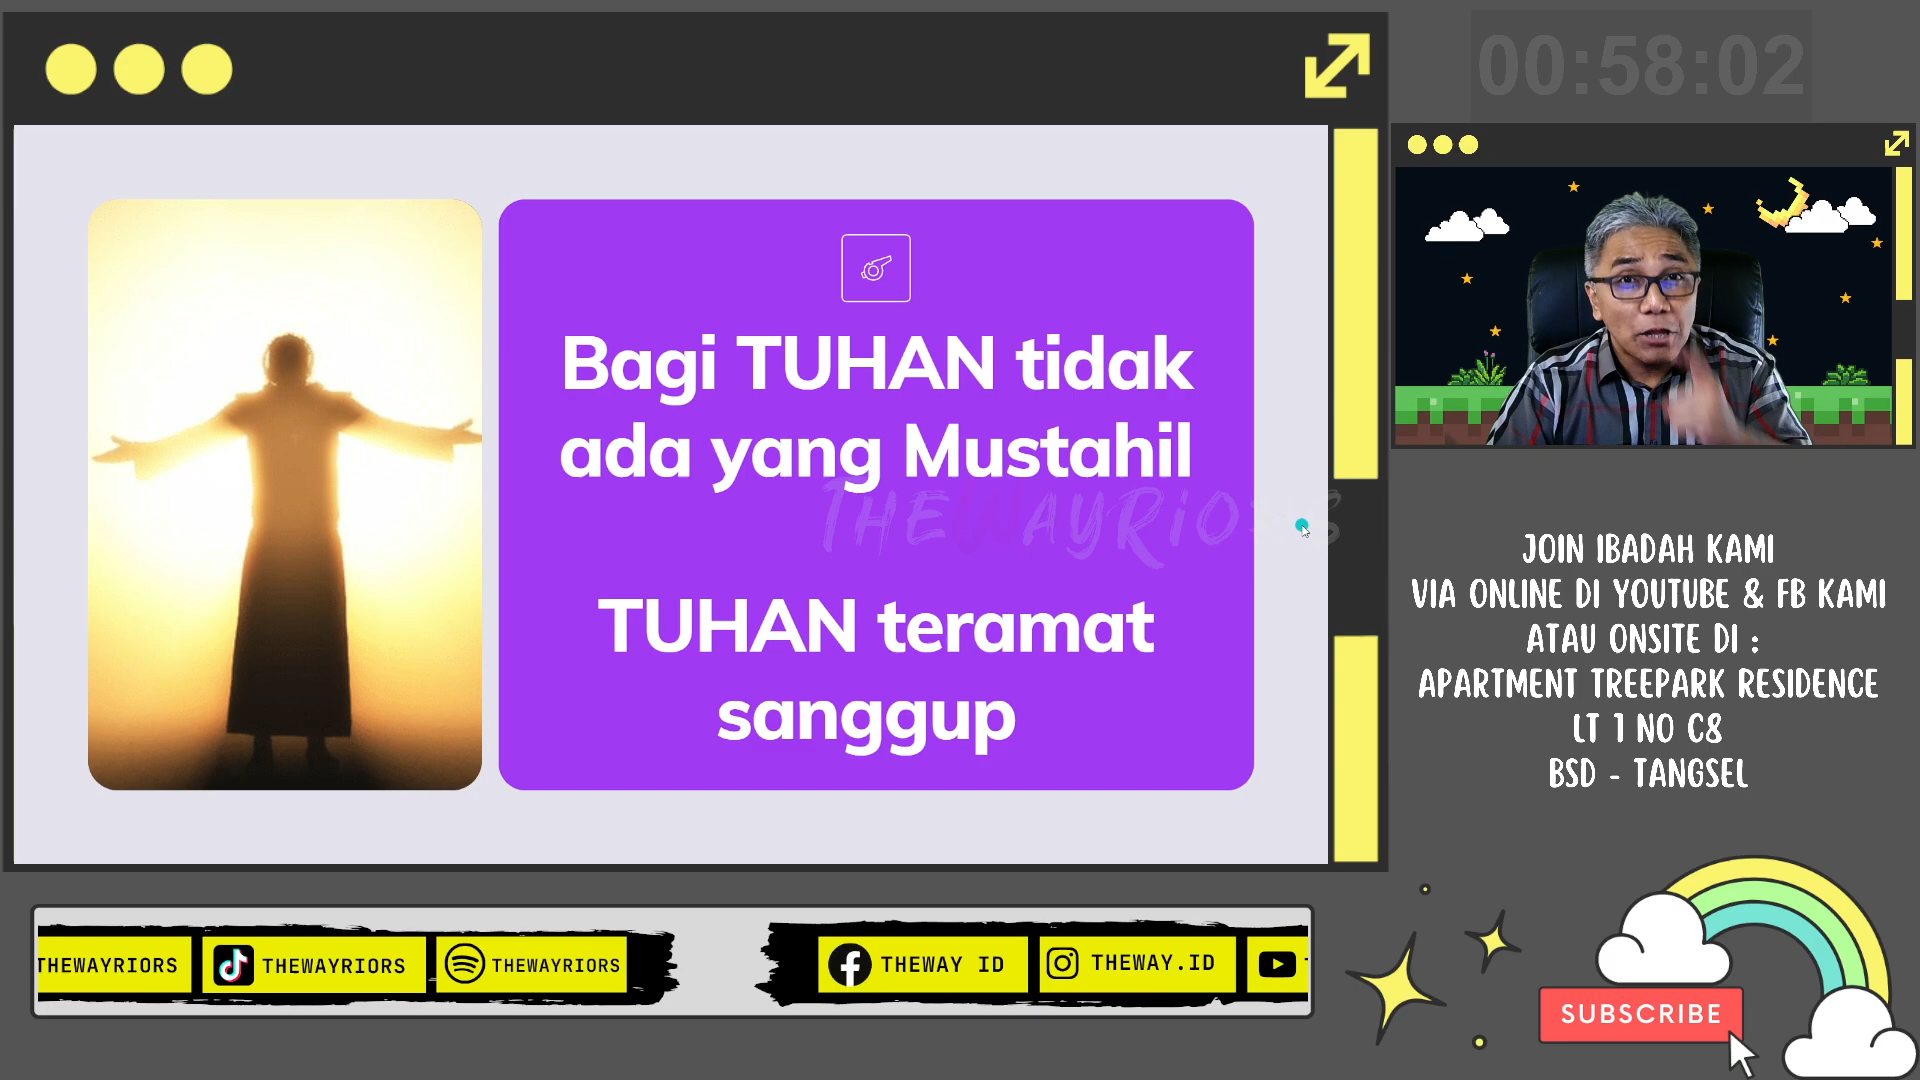 00:58:02
Bagi TUHAN tidak
ada yang Mustahil
THEWAYRIORS
TUHAN teramat
sanggup
JOIN IBADAH KAMI
VIA ONLINE DI YOUTUBE & FB KAMI
ATAU ONSITE DI :
APARTMENT TREEPARK RESIDENCE
LT 1 NO C8
BSD - TANGSEL
THEWAYRIORS
THEWAYRIORS
THEWAYRIORS
THEWAY ID
THEWAY.ID
SUBSCRIBE